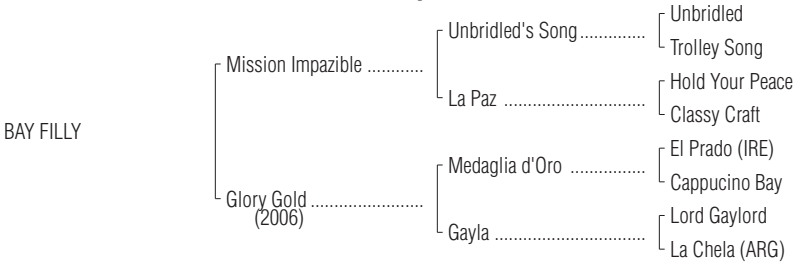 Unbridled
Unbridled's Song..............
Trolley Song
Mission Impazible ............
Hold Your Peace
La Paz ..............................
Classy Craft
BAY FILLY
El Prado (IRE)
Medaglia d'Oro ................
Cappucino Bay
Glory Gold ........................
(2006)
Lord Gaylord
Gayla ................................
La Chela (ARG)